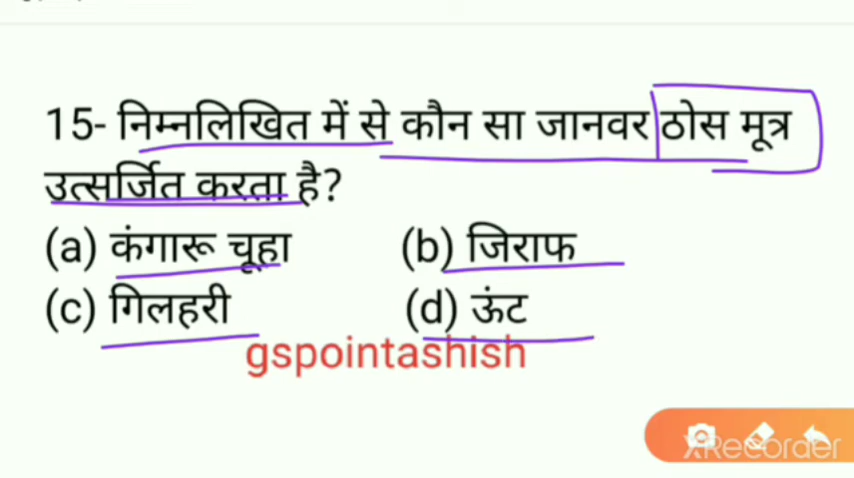 15- निम्नलिखित में से कौन सा जानवर ठोस मूत्र
उत्सर्जित करता है?
(a) कंगारू चूहा (b) जिराफ
(c) गिलहरी (d) ऊंट
gspointashish
XRecorder